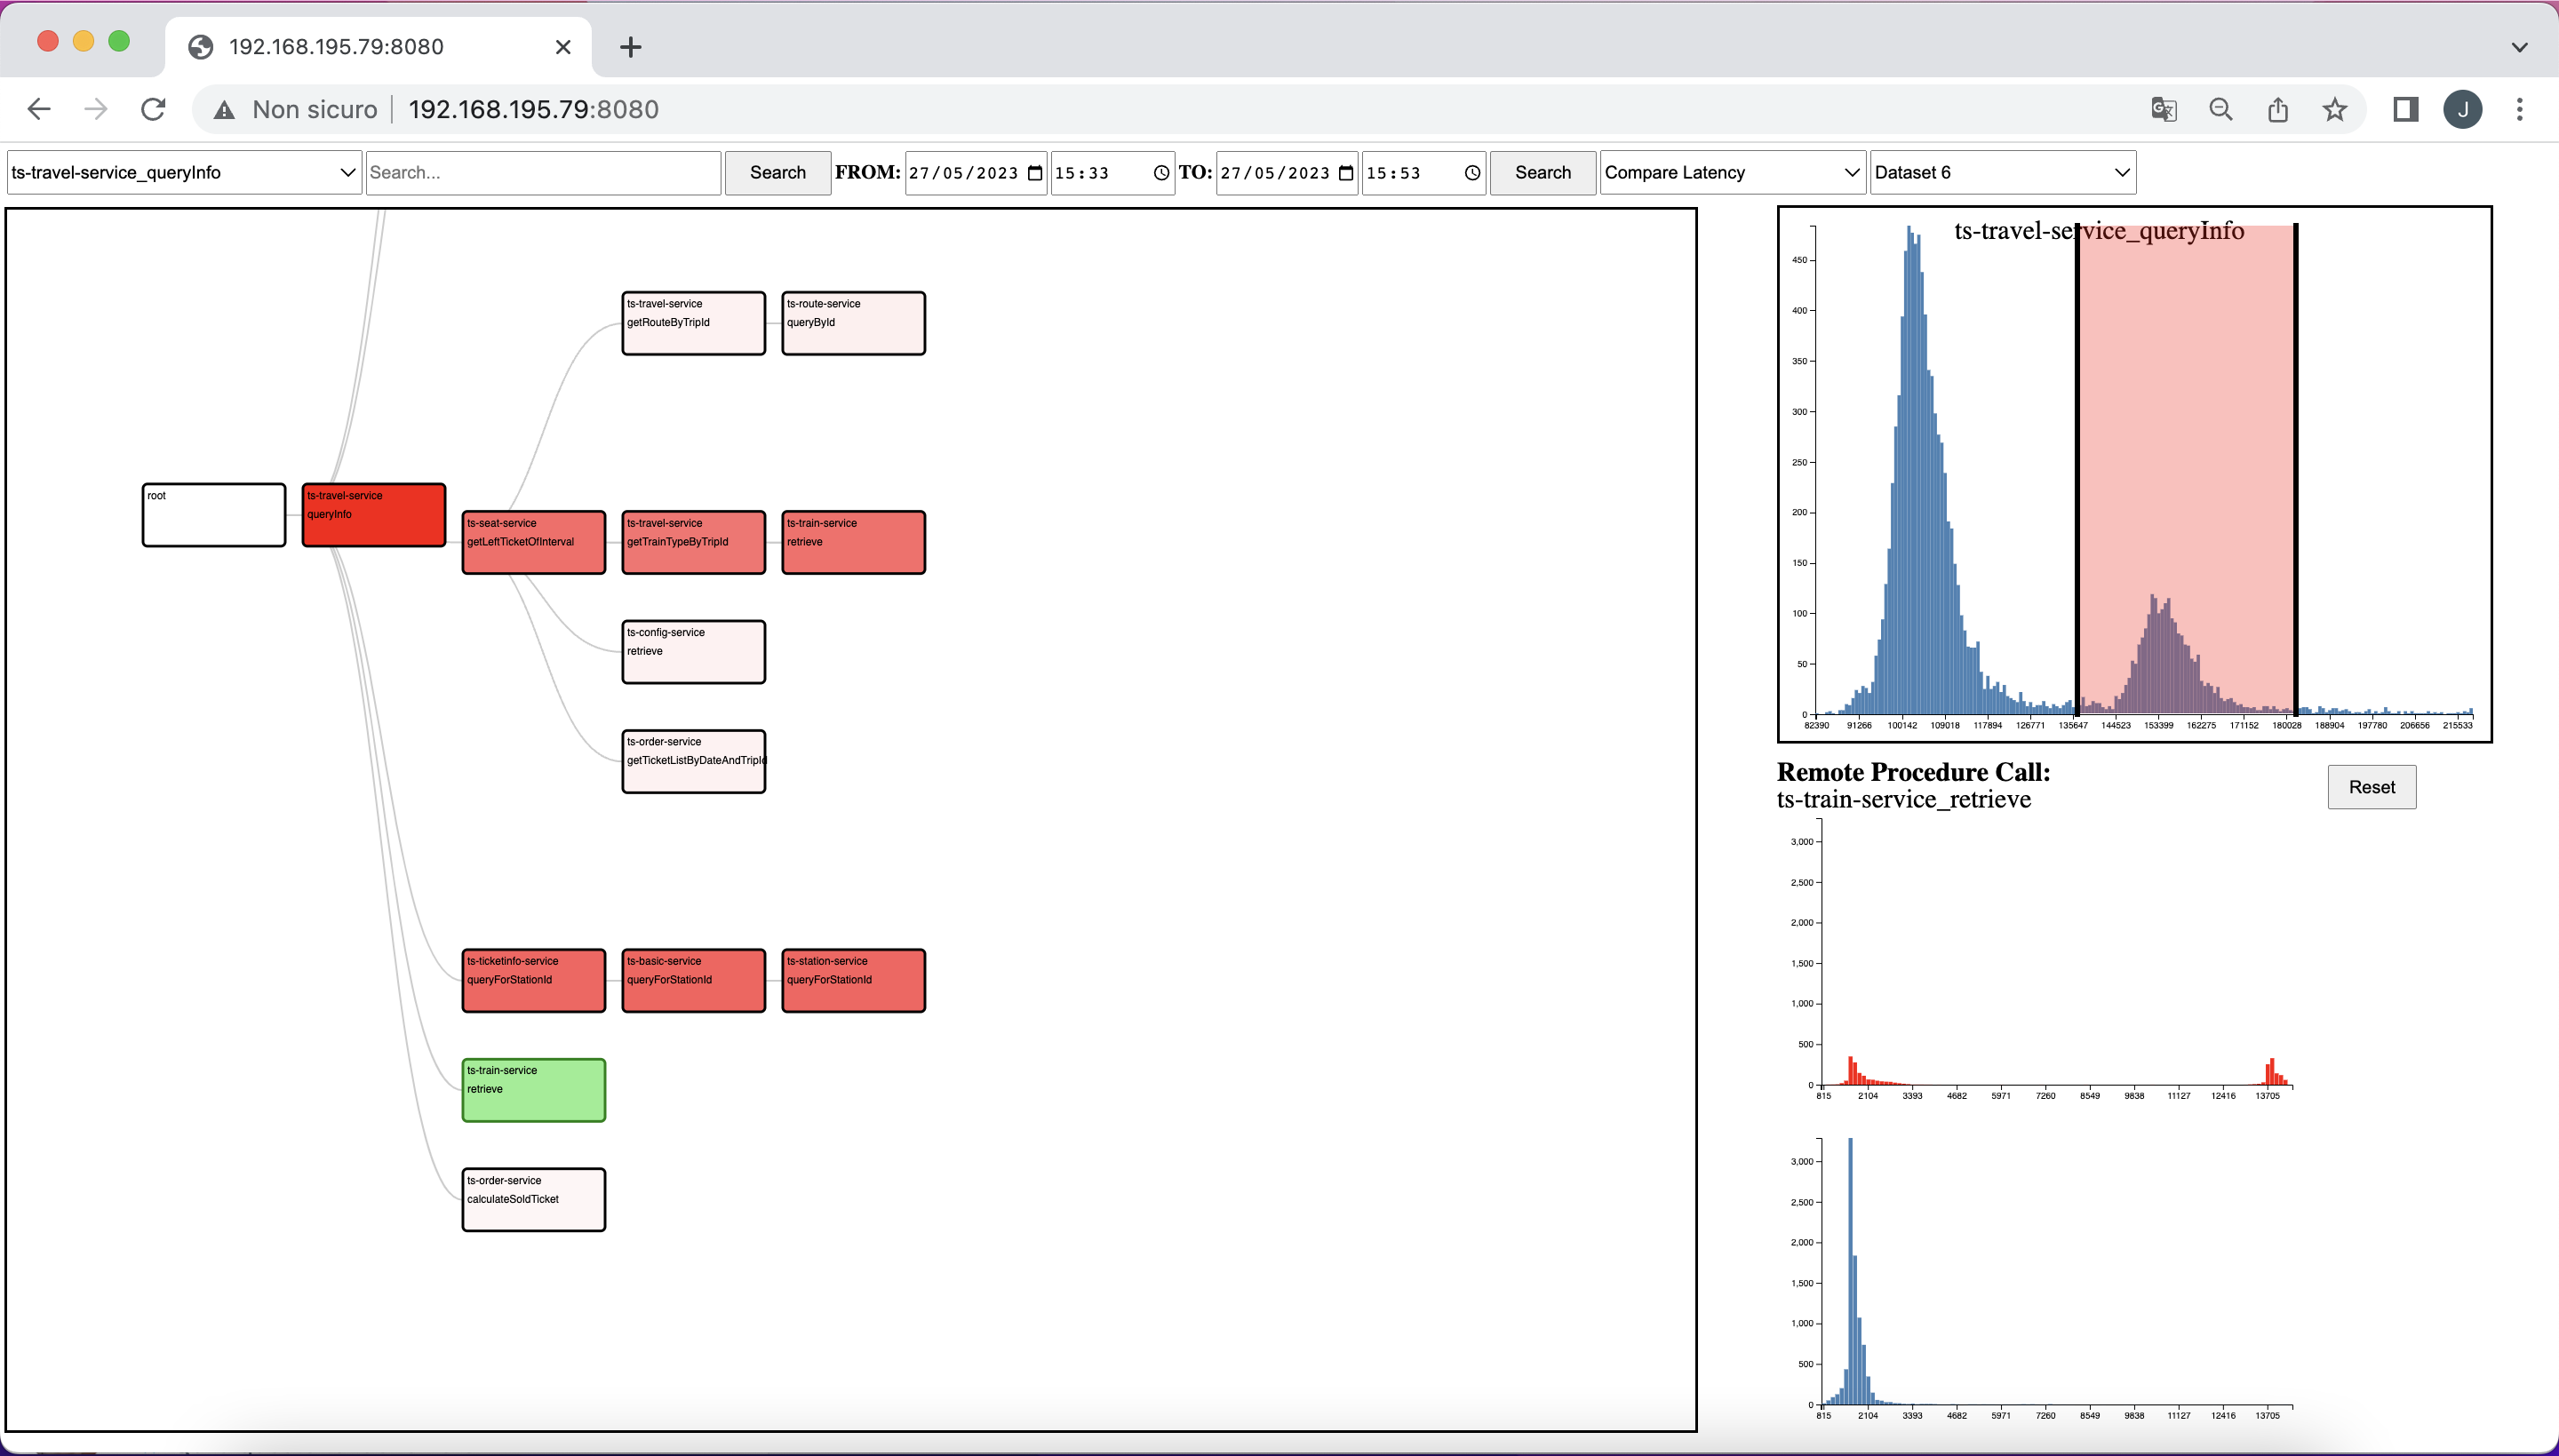 192.168.195.79:8080
Non sicuro 192.168.195.79:8080
J
ts-travel-service_queryInfo Search... Search FROM: 27/05/2023 15:33 TO: 27/05/2023 15:53 Search Compare Latency Dataset 6
root
ts-travel-service
queryInfo
ts-travel-service
getRouteByTripId
ts-route-service
queryById
ts-seat-service
getLeftTicketOfInterval
ts-travel-service
getTrainTypeByTripId
ts-train-service
retrieve
ts-config-service
retrieve
ts-order-service
getTicketListByDateAndTripId
ts-ticketinfo-service
queryForStationId
ts-basic-service
queryForStationId
ts-station-service
queryForStationId
ts-train-service
retrieve
ts-order-service
calculateSoldTicket
ts-travel-service_queryInfo
450
400
350
300
250
200
150
100
50
0
82390 91266 100142 109018 117894 126771 135647 144523 153399 162275 171152 180028 188904 197780 206656 215533
Remote Procedure Call:
ts-train-service_retrieve
Reset
3,000
2,500
2,000
1,500
1,000
500
0
815 2104 3393 4682 5971 7260 8549 9838 11127 12416 13705
3,000
2,500
2,000
1,500
1,000
500
0
815 2104 3393 4682 5971 7260 8549 9838 11127 12416 13705